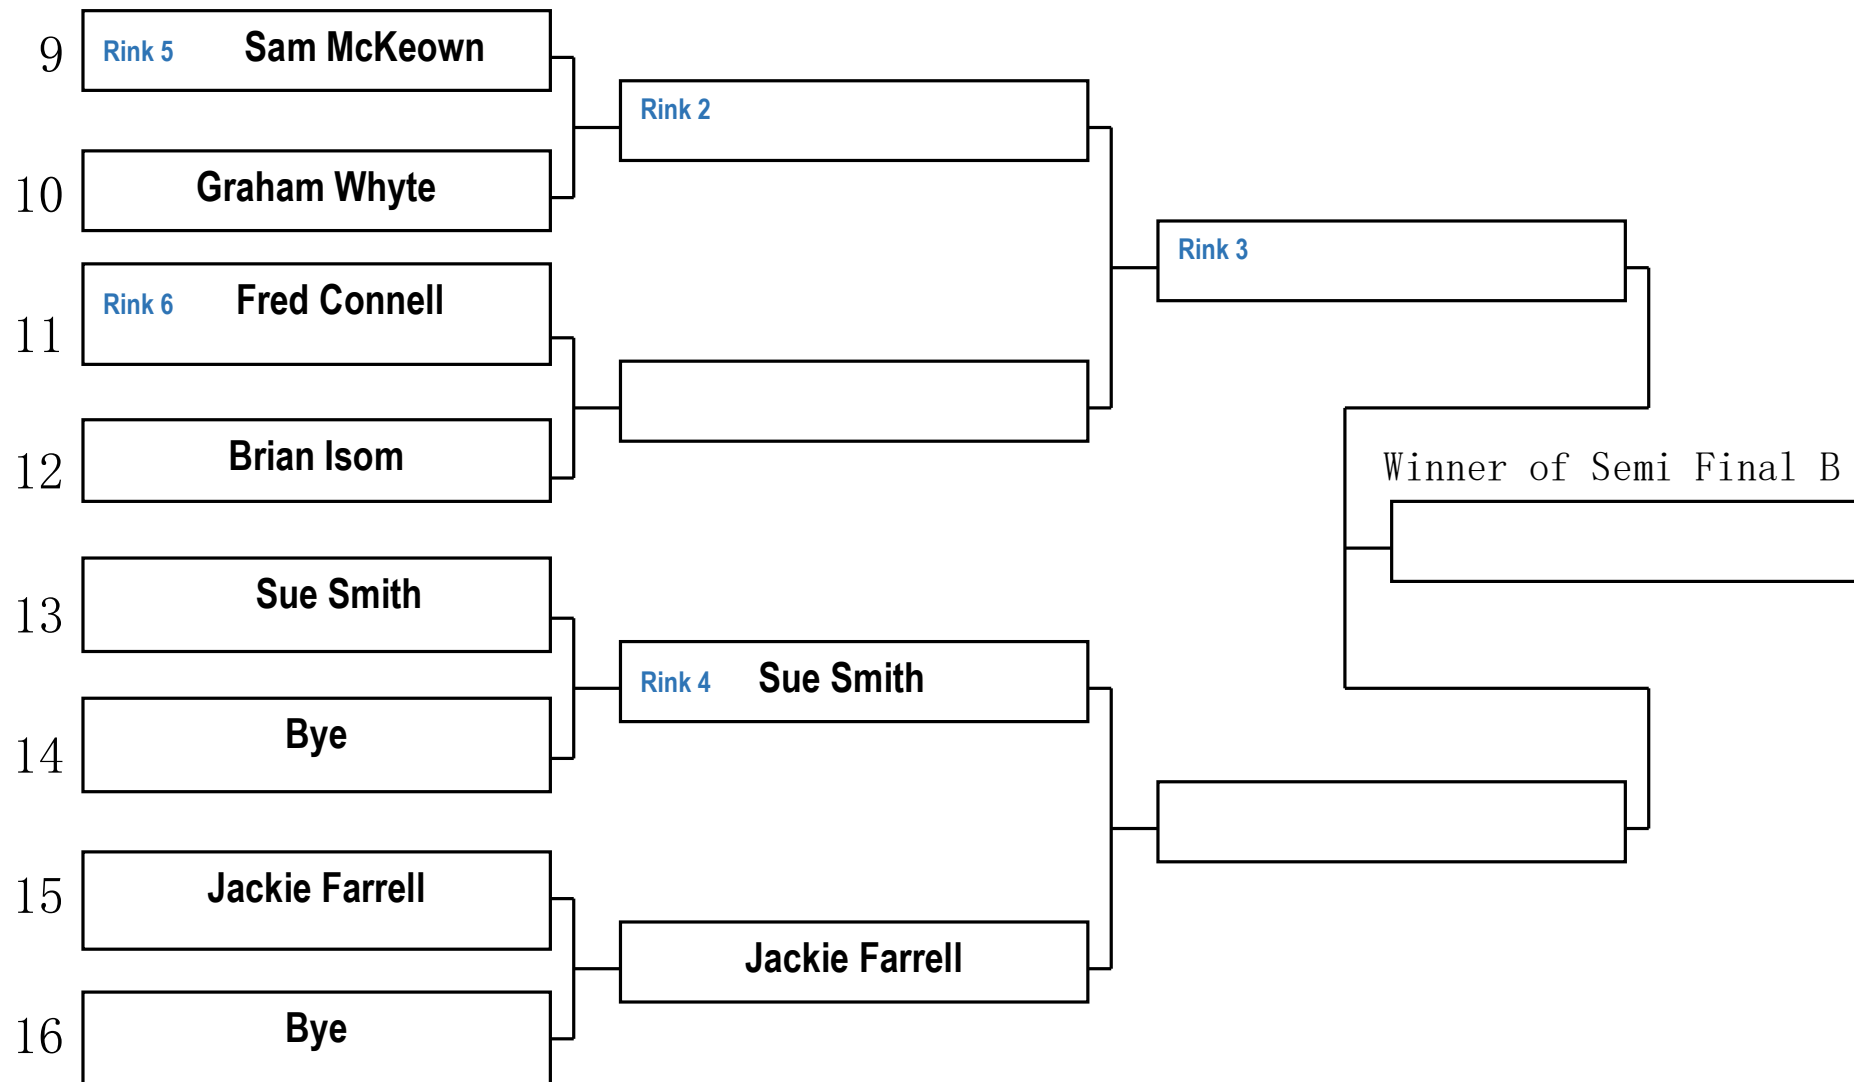 9 Rink 5 Sam McKeown
Rink 2
10 Graham Whyte
Rink 3
11 Rink 6 Fred Connell
12 Brian Isom
Winner of Semi Final B
13 Sue Smith
Rink 4 Sue Smith
14 Bye
15 Jackie Farrell
Jackie Farrell
16 Bye